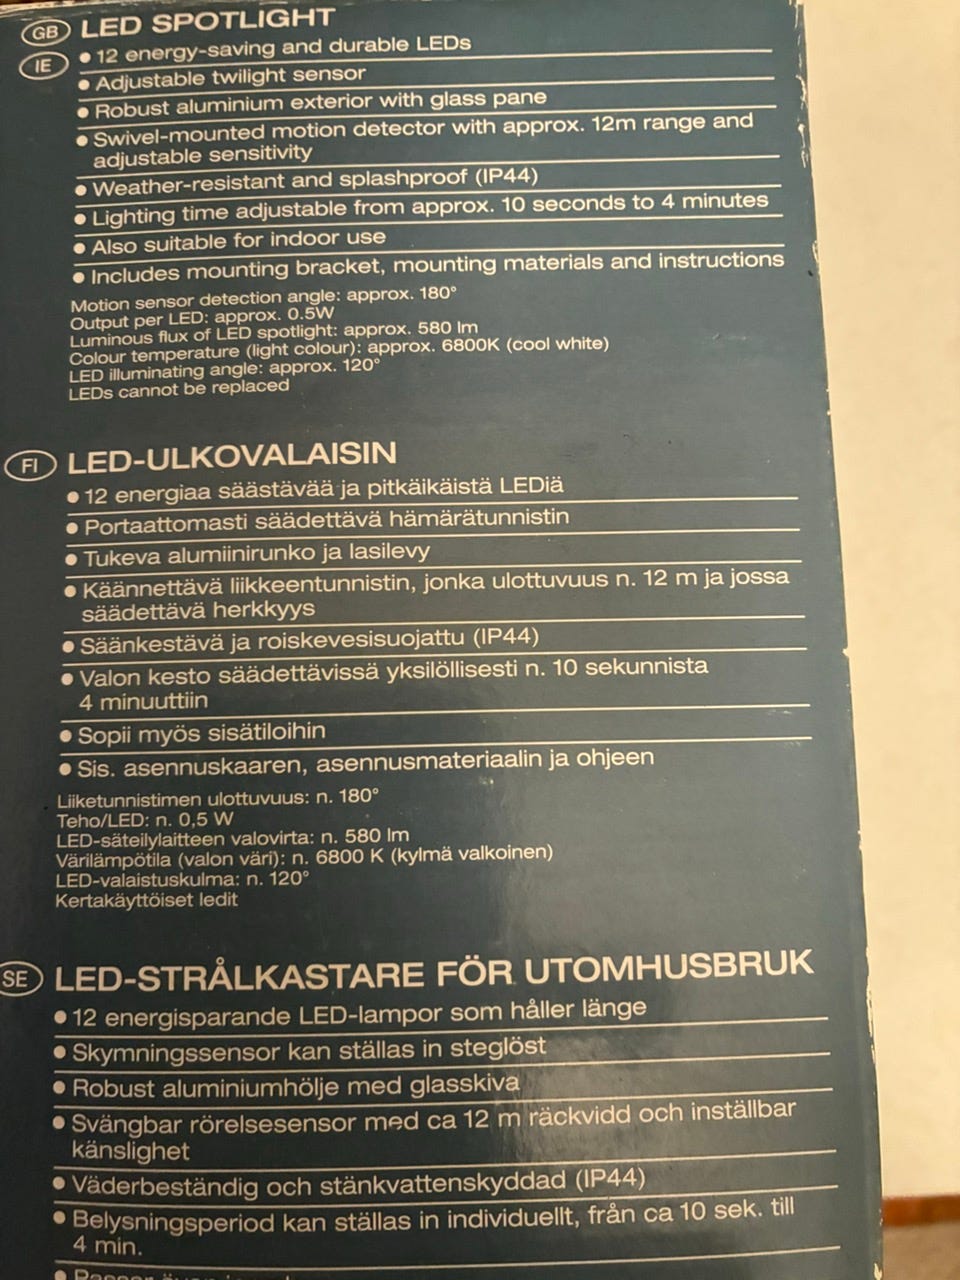 GB LED SPOTLIGHT
IE ● 12 energy-saving and durable LEDs
● Adjustable twilight sensor
● Robust aluminium exterior with glass pane
● Swivel-mounted motion detector with approx. 12m range and
adjustable sensitivity
● Weather-resistant and splashproof (IP44)
● Lighting time adjustable from approx. 10 seconds to 4 minutes
● Also suitable for indoor use
● Includes mounting bracket, mounting materials and instructions
Motion sensor detection angle: approx. 180°
Output per LED: approx. 0.5W
Luminous flux of LED spotlight: approx. 580 lm
Colour temperature (light colour): approx. 6800K (cool white)
LED illuminating angle: approx. 120°
LEDs cannot be replaced
FI LED-ULKOVALAISIN
● 12 energiaa säästävää ja pitkäikäistä LEDiä
● Portaattomasti säädettävä hämärätunnistin
● Tukeva alumiinirunko ja lasilevy
● Käännettävä liikkeentunnistin, jonka ulottuvuus n. 12 m ja jossa
säädettävä herkkyys
● Säänkestävä ja roiskevesisuojattu (IP44)
● Valon kesto säädettävissä yksilöllisesti n. 10 sekunnista
4 minuuttiin
● Sopii myös sisätiloihin
● Sis. asennuskaaren, asennusmateriaalin ja ohjeen
Liiketunnistimen ulottuvuus: n. 180°
Teho/LED: n. 0,5 W
LED-säteilylaitteen valovirta: n. 580 lm
Värilämpötila (valon väri): n. 6800 K (kylmä valkoinen)
LED-valaistuskulma: n. 120°
Kertakäyttöiset ledit
SE LED-STRÅLKASTARE FÖR UTOMHUSBRUK
● 12 energisparande LED-lampor som håller länge
● Skymningssensor kan ställas in steglöst
● Robust aluminiumhölje med glasskiva
● Svängbar rörelsesensor med ca 12 m räckvidd och inställbar
känslighet
● Väderbeständig och stänkvattenskyddad (IP44)
● Belysningsperiod kan ställas in individuellt, från ca 10 sek. till
4 min.